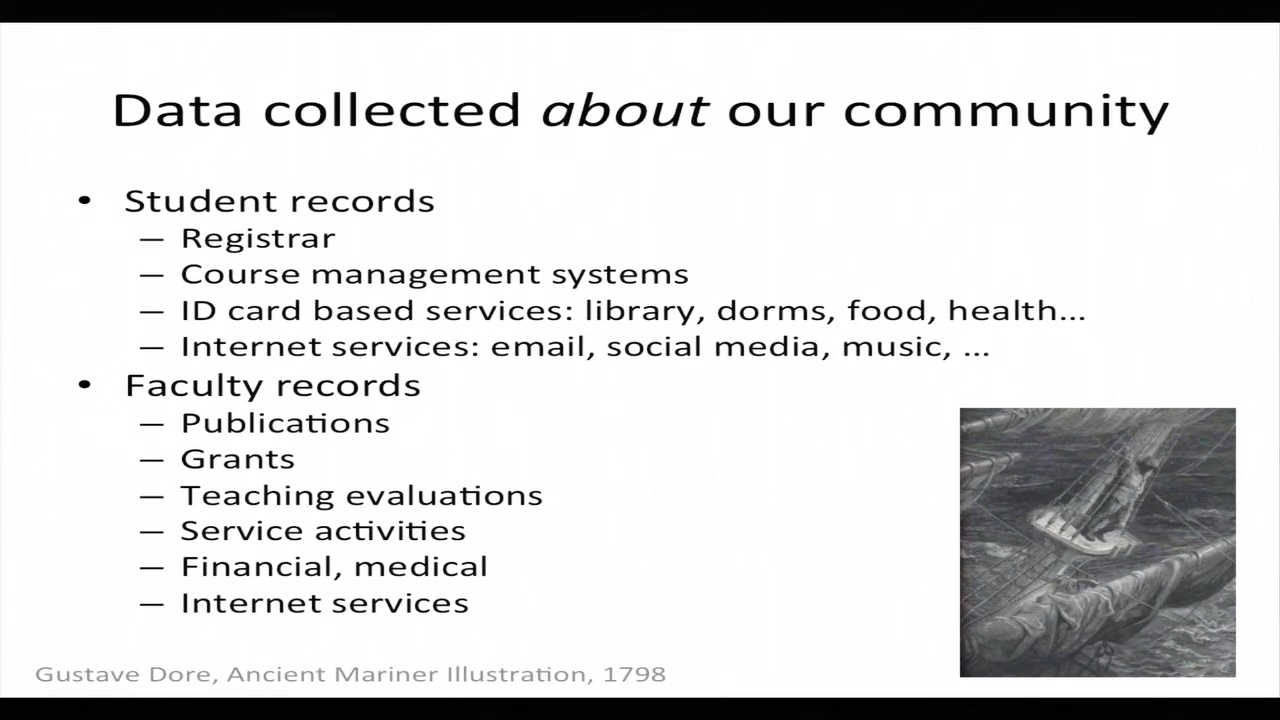 Data collected about our community
• Student records
— Registrar
— Course management systems
— ID card based services: library, dorms, food, health...
— Internet services: email, social media, music, ...
• Faculty records
— Publications
— Grants
— Teaching evaluations
— Service activities
— Financial, medical
— Internet services
Gustave Dore, Ancient Mariner Illustration, 1798